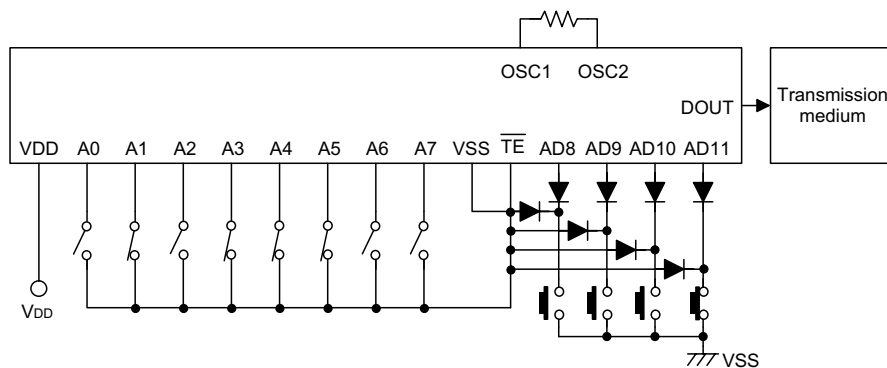 OSC1 OSC2
DOUT
Transmission
medium
VDD A0 A1 A2 A3 A4 A5 A6 A7 VSS TE AD8 AD9 AD10 AD11
VDD
VSS